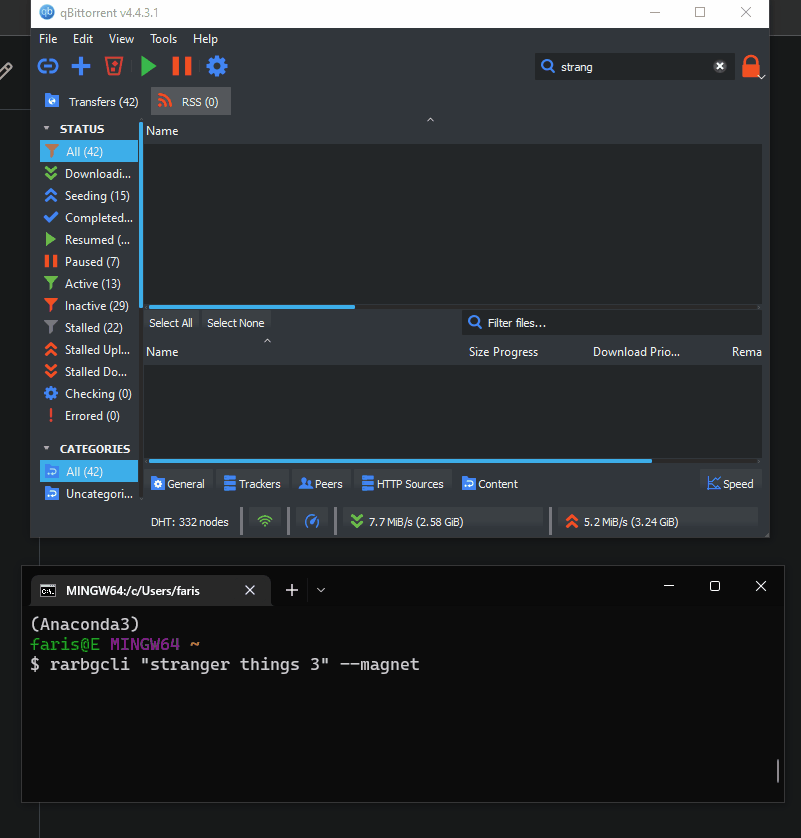 qBittorrent v4.4.3.1
File Edit View Tools Help
strang
Transfers (42) RSS (0)
STATUS
Name
All (42)
Downloadi...
Seeding (15)
Completed...
Resumed (...
Paused (7)
Active (13)
Inactive (29)
Stalled (22)
Select All Select None Filter files...
Stalled Upl...
Name Size Progress Download Prio... Rema
Stalled Do...
Checking (0)
Errored (0)
CATEGORIES
All (42)
General Trackers Peers HTTP Sources Content Speed
Uncategori...
DHT: 332 nodes 7.7 MiB/s (2.58 GiB) 5.2 MiB/s (3.24 GiB)
MINGW64:/c/Users/faris
(Anaconda3)
faris@E MINGW64 ~
$ rarbgcli "stranger things 3" --magnet